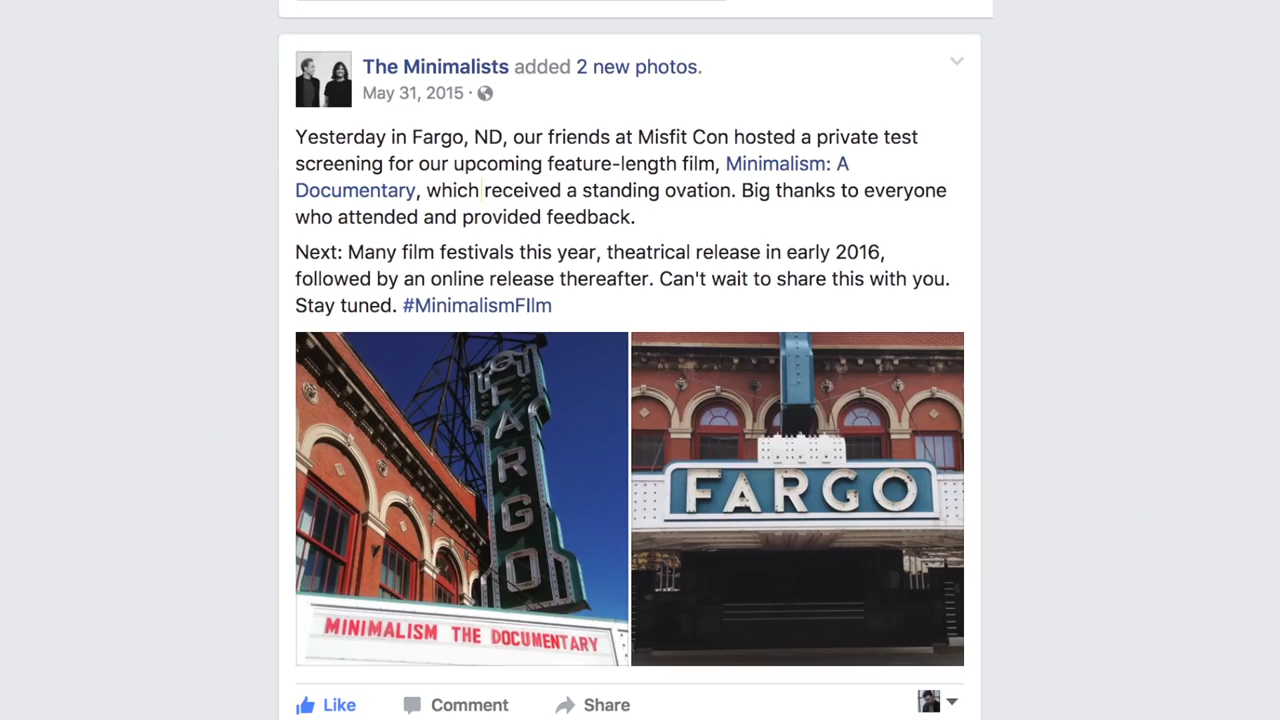 The Minimalists added 2 new photos.
May 31, 2015 ·
Yesterday in Fargo, ND, our friends at Misfit Con hosted a private test
screening for our upcoming feature-length film, Minimalism: A
Documentary, which received a standing ovation. Big thanks to everyone
who attended and provided feedback.
Next: Many film festivals this year, theatrical release in early 2016,
followed by an online release thereafter. Can't wait to share this with you.
Stay tuned. #MinimalismFIlm
FARGO
MINIMALISM THE DOCUMENTARY
FARGO
Like Comment Share